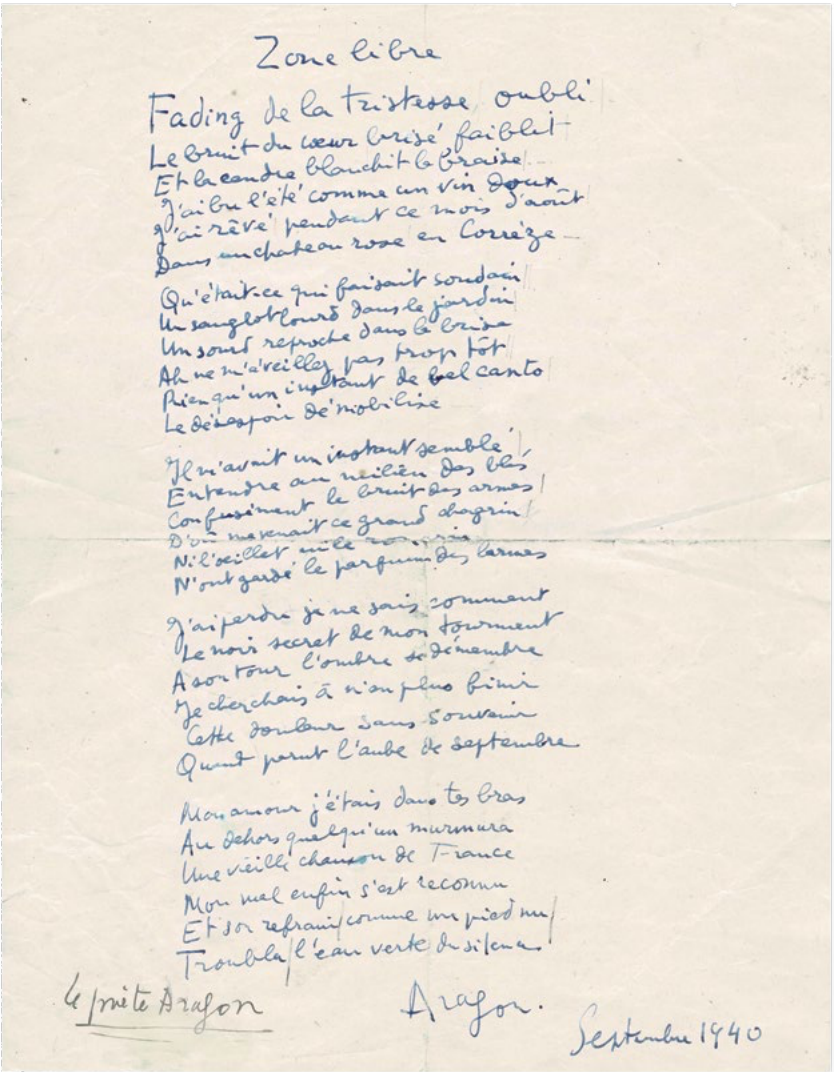 Zone libre
Fading de la tristesse oubli
Le bruit du cœur brisé faiblit
Et la cendre blanchit la braise
J'ai bu l'été comme un vin doux
J'ai rêvé pendant ce mois d'août
Dans un chateau rose en Corrèze
Qu'était-ce qui faisait soudain
Un sanglot lourd dans le jardin
Un sourd reproche dans la brise
Ah ne m'éveillez pas trop tôt
Rien qu'un instant de bel canto
Le désespoir démobilise
Il m'avait un instant semblé
Entendre au milieu des blés
Confusément le bruit des armes
D'où me venait ce grand chagrin
Ni l'œillet ni le
N'ont gardé le parfum des larmes
J'ai perdu je ne sais comment
Le noir secret de mon tourment
A son tour l'ombre se démembre
Je cherchais à n'en plus finir
Cette douleur sans souvenir
Quand parut l'aube de septembre
Mon amour j'étais dans tes bras
Au dehors quelqu'un murmura
Une vieille chanson de France
Mon mal enfin s'est reconnu
Et son refrain comme un pied nu
Troubla l'eau verte du silence
Le poète Aragon
Aragon.
Septembre 1940